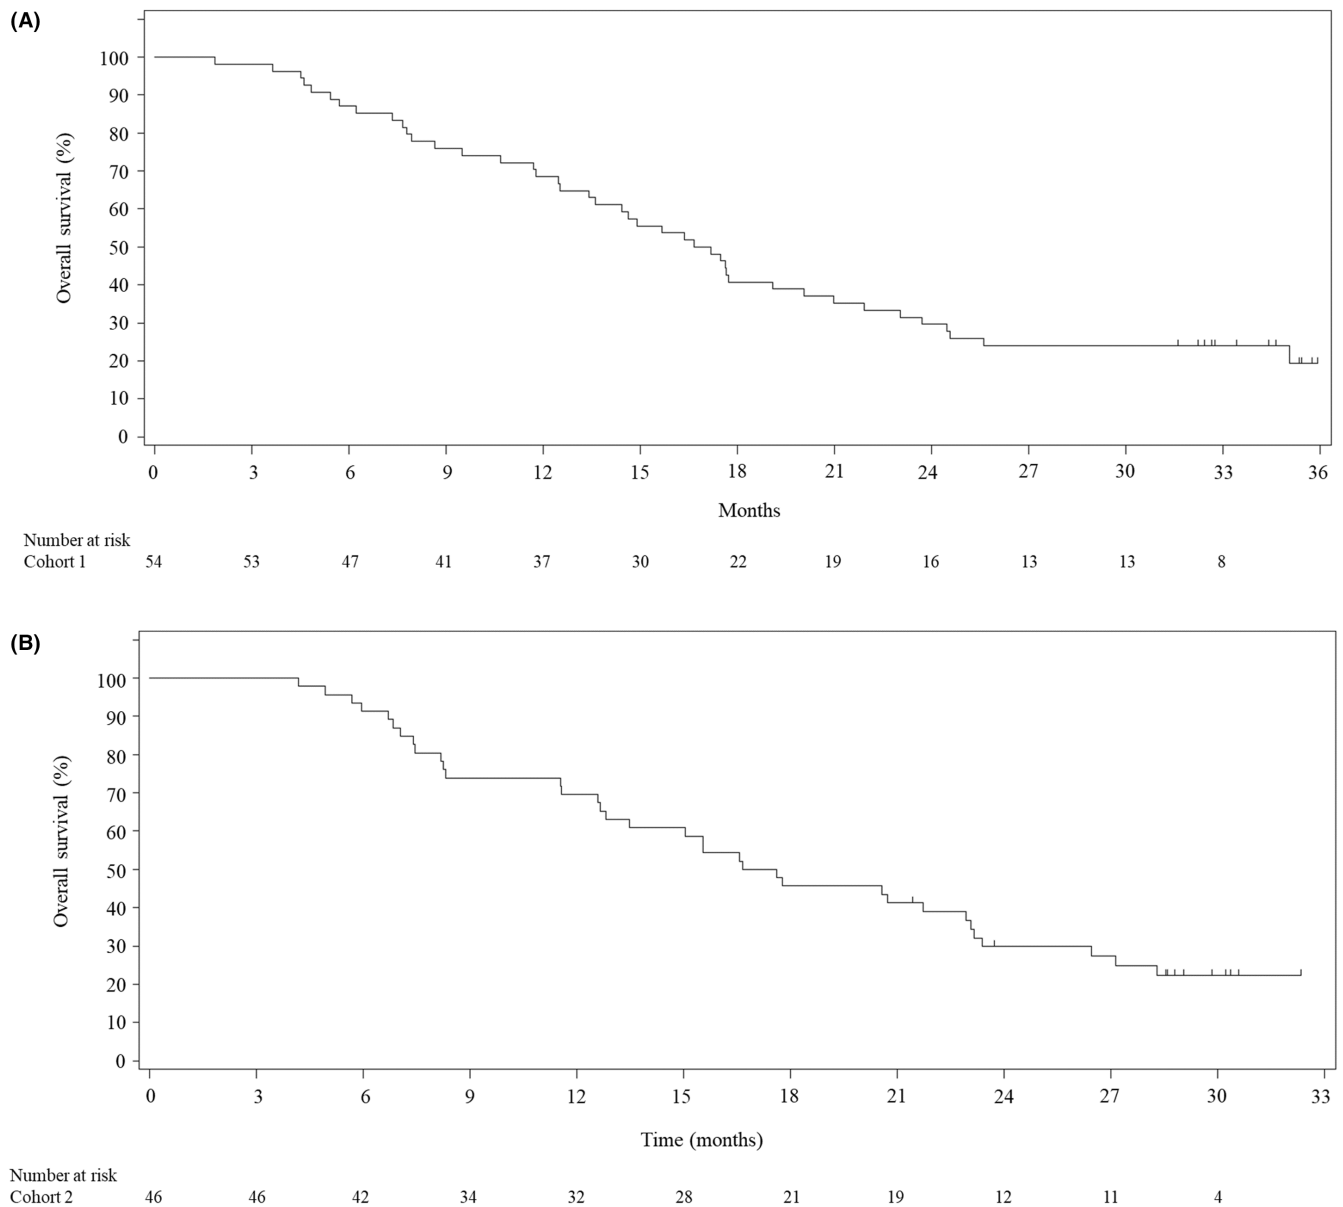 (A)
Overall survival (%)
100
90
80
70
60
50
40
30
20
10
0
0 3 6 9 12 15 18 21 24 27 30 33 36
Months
Number at risk
Cohort 1 54 53 47 41 37 30 22 19 16 13 13 8
(B)
Overall survival (%)
100
90
80
70
60
50
40
30
20
10
0
0 3 6 9 12 15 18 21 24 27 30 33
Time (months)
Number at risk
Cohort 2 46 46 42 34 32 28 21 19 12 11 4